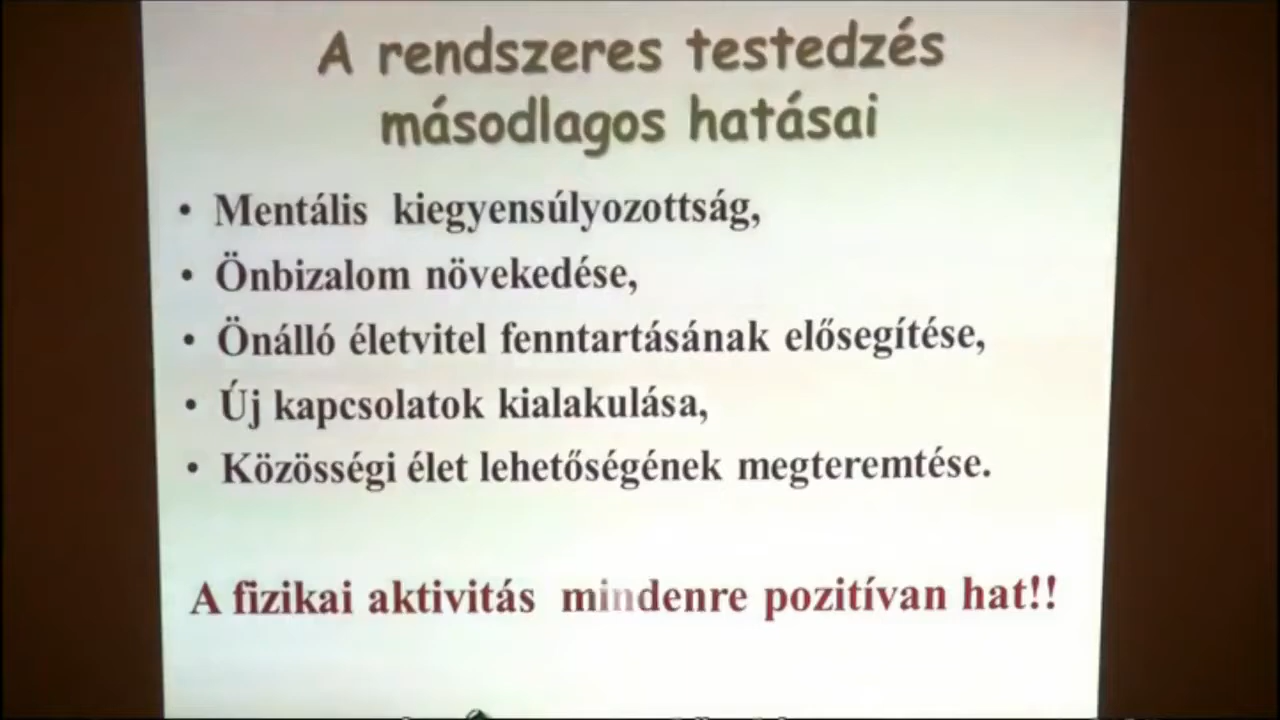 A rendszeres testedzés
másodlagos hatásai
• Mentális kiegyensúlyozottság,
• Önbizalom növekedése,
• Önálló életvitel fenntartásának elősegítése,
• Új kapcsolatok kialakulása,
• Közösségi élet lehetőségének megteremtése.
A fizikai aktivitás mindenre pozitívan hat!!